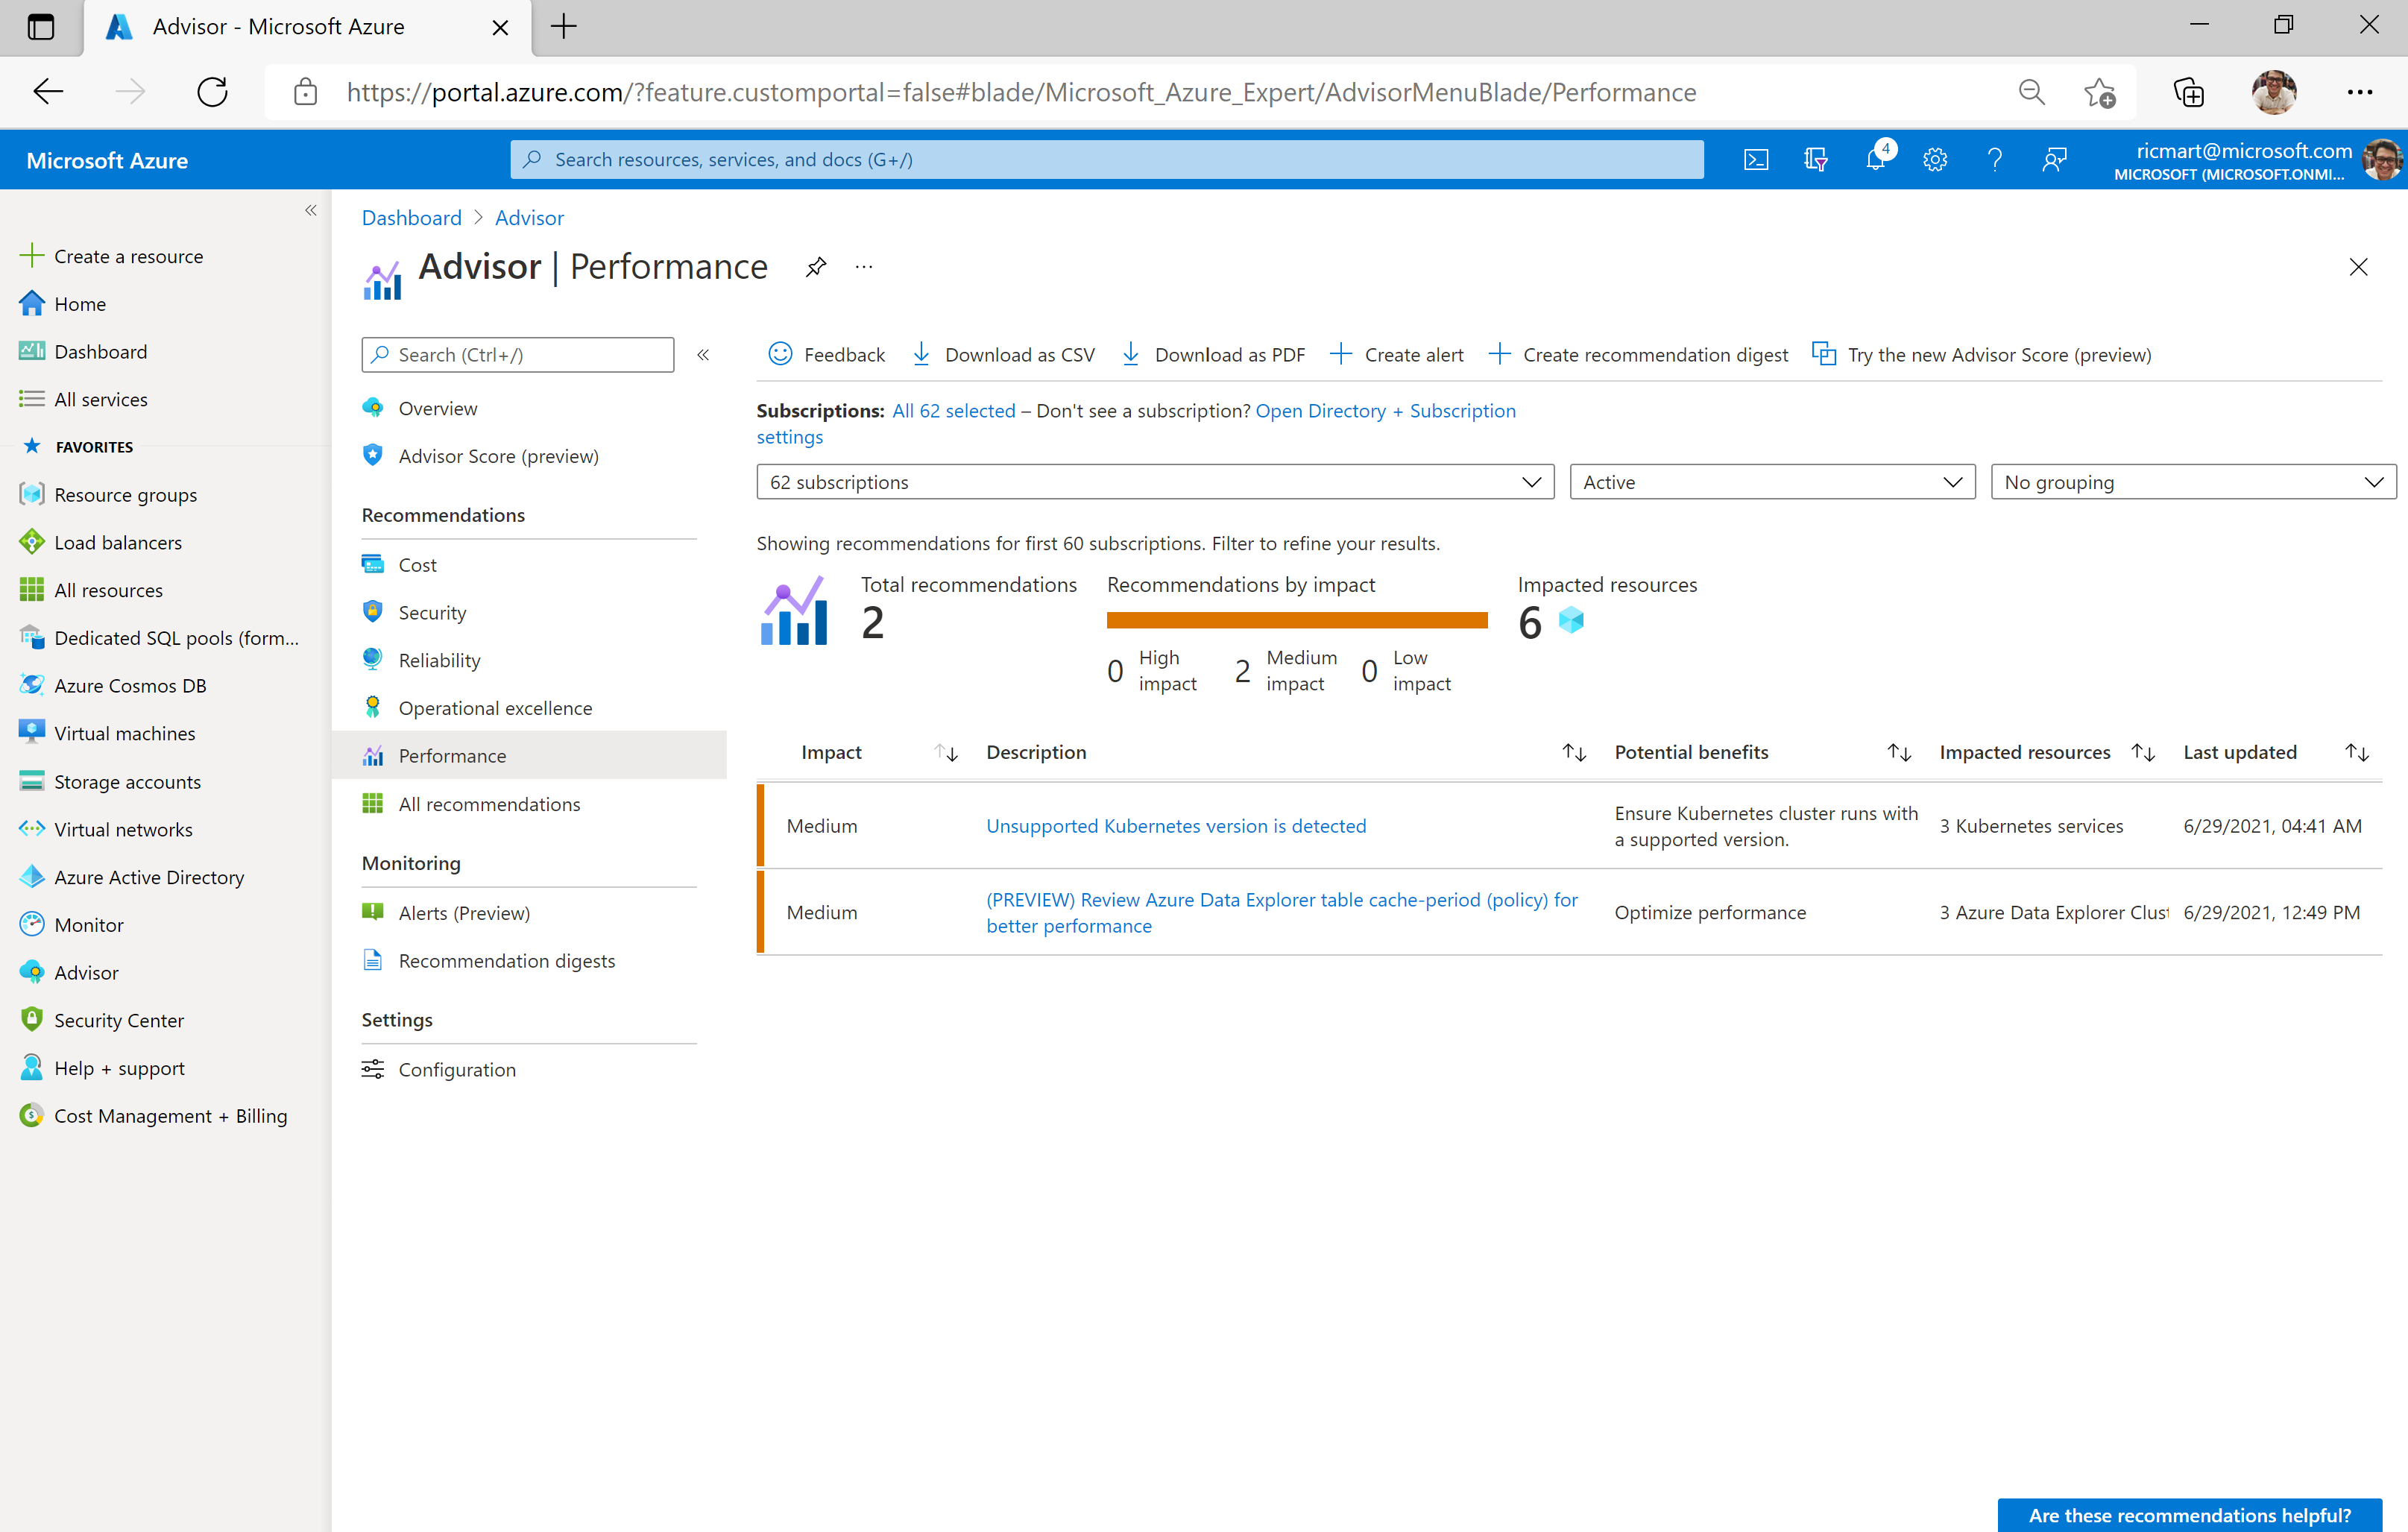 Advisor - Microsoft Azure
https://portal.azure.com/?feature.customportal=false#blade/Microsoft_Azure_Expert/AdvisorMenuBlade/Performance
Microsoft Azure
Search resources, services, and docs (G+/)
4
ricmart@microsoft.com
MICROSOFT (MICROSOFT.ONMI...
Create a resource
Home
Dashboard
All services
FAVORITES
Resource groups
Load balancers
All resources
Dedicated SQL pools (form...
Azure Cosmos DB
Virtual machines
Storage accounts
Virtual networks
Azure Active Directory
Monitor
Advisor
Security Center
Help + support
Cost Management + Billing
Dashboard > Advisor
Advisor | Performance
Search (Ctrl+/)
Overview
Advisor Score (preview)
Recommendations
Cost
Security
Reliability
Operational excellence
Performance
All recommendations
Monitoring
Alerts (Preview)
Recommendation digests
Settings
Configuration
Feedback Download as CSV Download as PDF Create alert Create recommendation digest Try the new Advisor Score (preview)
Subscriptions: All 62 selected – Don't see a subscription? Open Directory + Subscription
settings
62 subscriptions Active No grouping
Showing recommendations for first 60 subscriptions. Filter to refine your results.
Total recommendations Recommendations by impact Impacted resources
2 6
0 High impact 2 Medium impact 0 Low impact
Impact Description Potential benefits Impacted resources Last updated
Medium Unsupported Kubernetes version is detected Ensure Kubernetes cluster runs with a supported version. 3 Kubernetes services 6/29/2021, 04:41 AM
Medium (PREVIEW) Review Azure Data Explorer table cache-period (policy) for better performance Optimize performance 3 Azure Data Explorer Clust 6/29/2021, 12:49 PM
Are these recommendations helpful?